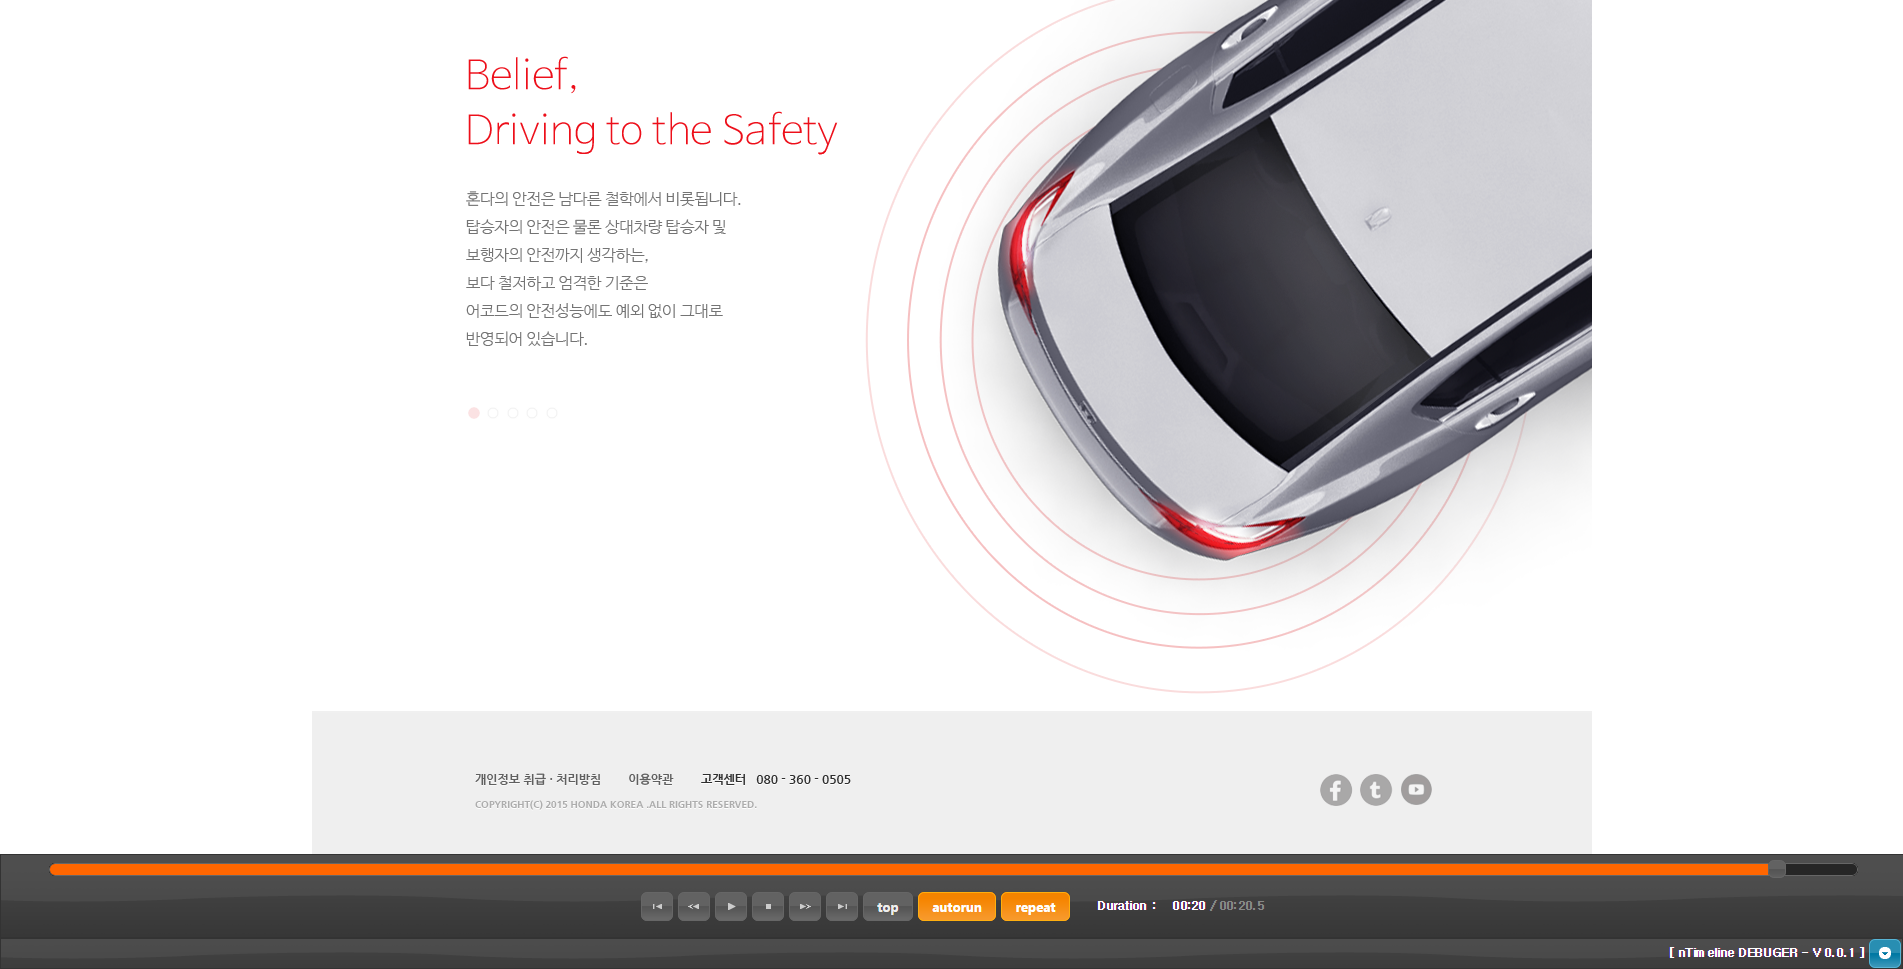 Belief,
Driving to the Safety
혼다의 안전은 남다른 철학에서 비롯됩니다.
탑승자의 안전은 물론 상대차량 탑승자 및
보행자의 안전까지 생각하는,
보다 철저하고 엄격한 기준은
어코드의 안전성능에도 예외 없이 그대로
반영되어 있습니다.
개인정보 취급 · 처리방침 이용약관 고객센터 080 - 360 - 0505
COPYRIGHT(C) 2015 HONDA KOREA .ALL RIGHTS RESERVED.
top autorun repeat Duration : 00:20 / 00:20.5
[ nTimeline DEBUGER - V 0.0.1 ]